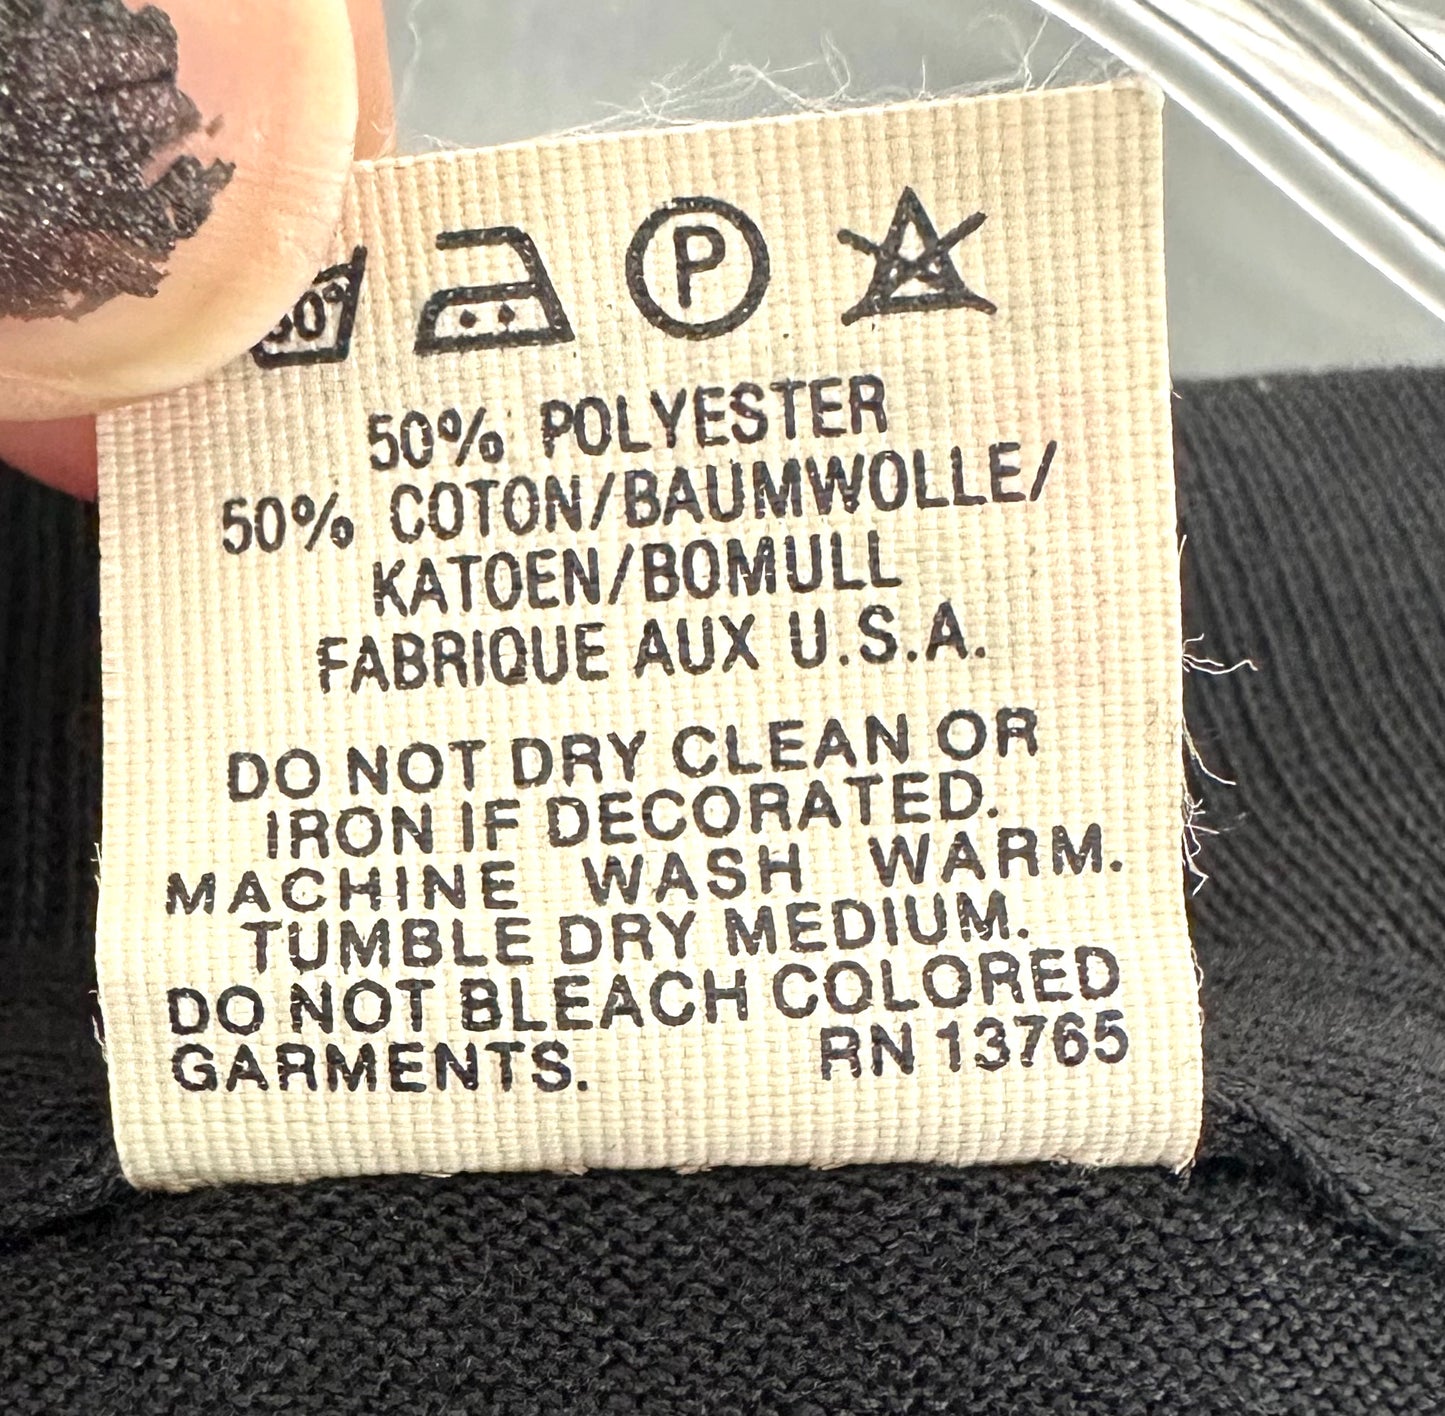 P
50% POLYESTER
50% COTON/BAUMWOLLE/
KATOEN/BOMULL
FABRIQUE AUX U.S.A.
DO NOT DRY CLEAN OR
IRON IF DECORATED.
MACHINE WASH WARM.
TUMBLE DRY MEDIUM.
DO NOT BLEACH COLORED
GARMENTS. RN 13765